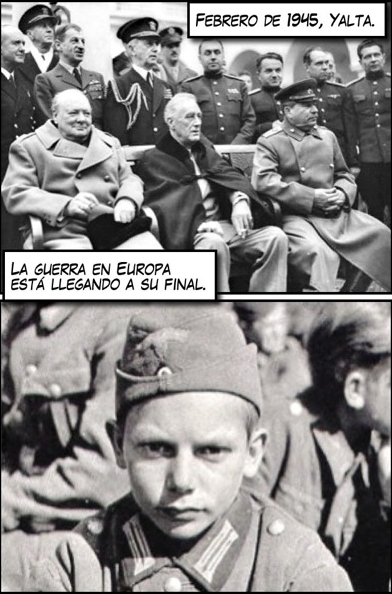 FEBRERO DE 1945, YALTA.
LA GUERRA EN EUROPA
ESTÁ LLEGANDO A SU FINAL.